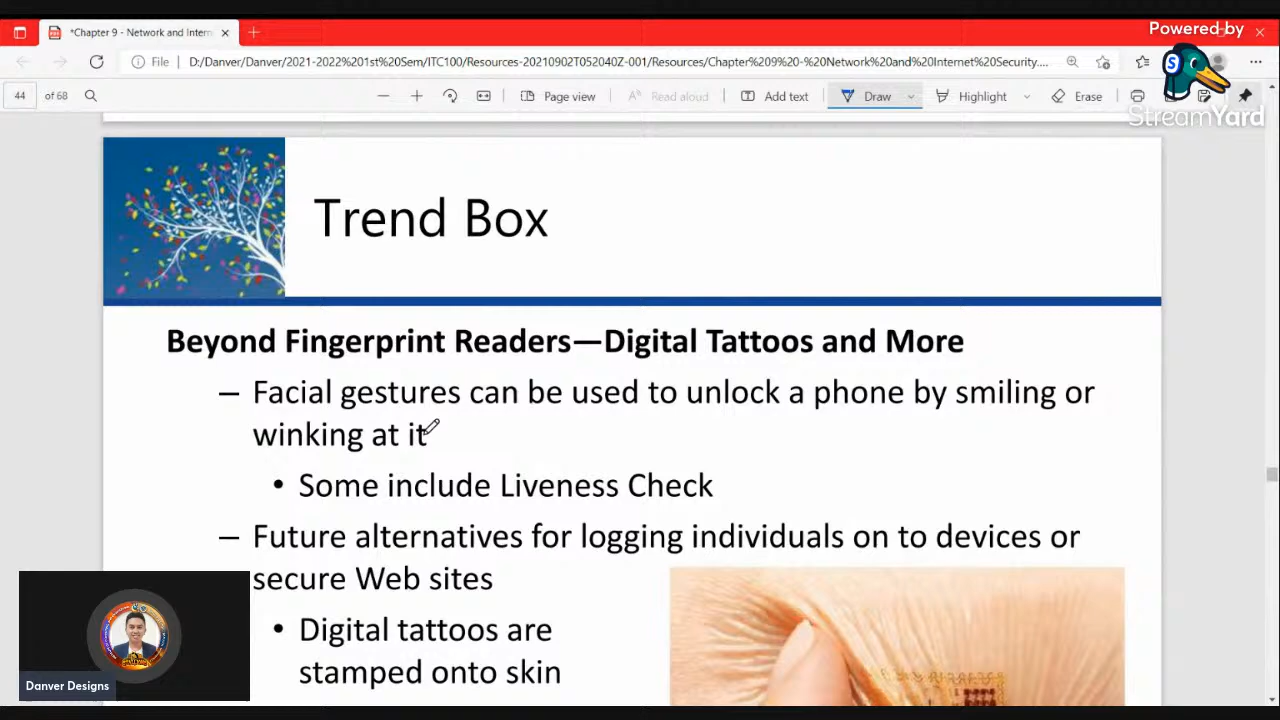 Powered by
*Chapter 9 - Network and Intern
File
D:/Danver/Danver/2021-2022%201st%20Sem/ITC100/Resources-20210902T052040Z-001/Resources/Chapter%209%20-%20Network%20and%20Internet%20Security....
44 of 68
Page view
Read aloud
Add text
Draw
Highlight
Erase
S
StreamYard
Trend Box
Beyond Fingerprint Readers—Digital Tattoos and More
– Facial gestures can be used to unlock a phone by smiling or
winking at it
• Some include Liveness Check
– Future alternatives for logging individuals on to devices or
secure Web sites
• Digital tattoos are
stamped onto skin
Danver Designs